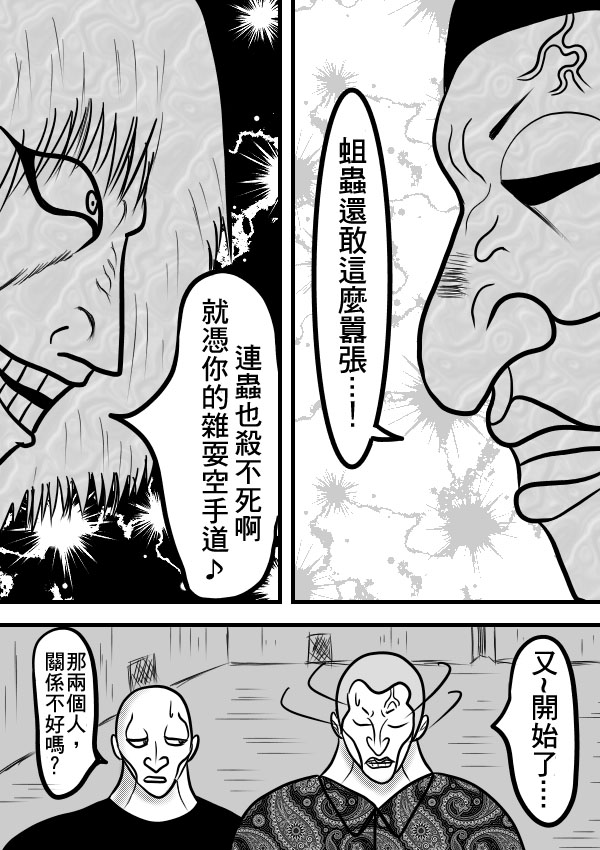 蛆蟲還敢這麼囂張…！
連蟲也殺不死啊
就憑你的雜耍空手道♪
又~開始了…
那兩個人，
關係不好嗎？